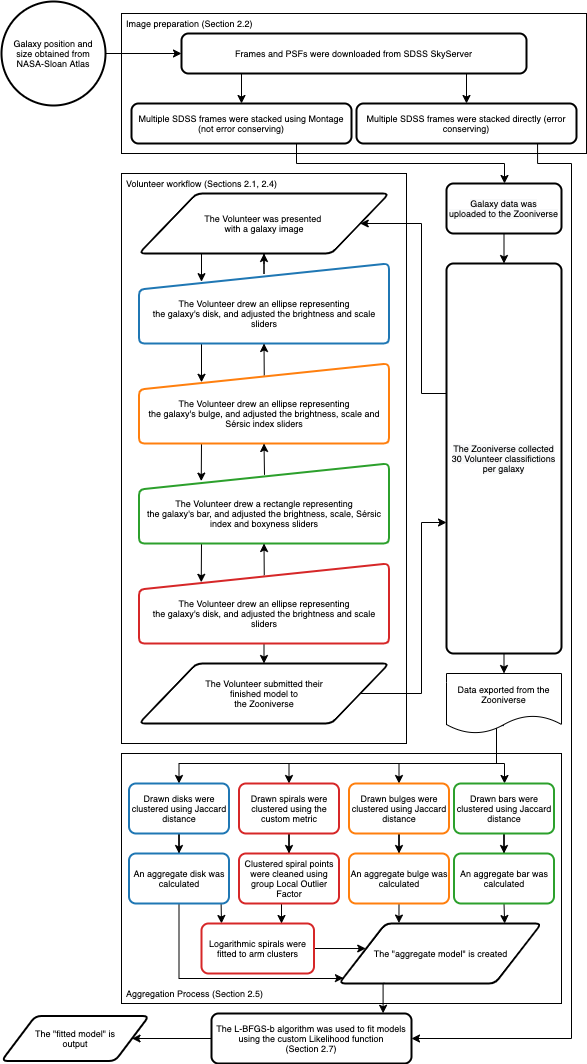 Galaxy position and
size obtained from
NASA-Sloan Atlas
Image preparation (Section 2.2)
Frames and PSFs were downloaded from SDSS SkyServer
Multiple SDSS frames were stacked using Montage
(not error conserving)
Multiple SDSS frames were stacked directly (error
conserving)
Volunteer workflow (Sections 2.1, 2.4)
The Volunteer was presented
with a galaxy image
Galaxy data was
uploaded to the Zooniverse
The Volunteer drew an ellipse representing
the galaxy's disk, and adjusted the brightness and scale
sliders
The Volunteer drew an ellipse representing
the galaxy's bulge, and adjusted the brightness, scale and
Sérsic index sliders
The Zooniverse collected
30 Volunteer classifictions
per galaxy
The Volunteer drew a rectangle representing
the galaxy's bar, and adjusted the brightness, scale, Sérsic
index and boxyness sliders
The Volunteer drew an ellipse representing
the galaxy's disk, and adjusted the brightness and scale
sliders
The Volunteer submitted their
finished model to
the Zooniverse
Data exported from the
Zooniverse
Drawn disks were
clustered using Jaccard
distance
Drawn spirals were
clustered using the
custom metric
Drawn bulges were
clustered using Jaccard
distance
Drawn bars were
clustered using Jaccard
distance
An aggregate disk was
calculated
Clustered spiral points
were cleaned using
group Local Outlier
Factor
An aggregate bulge was
calculated
An aggregate bar was
calculated
Logarithmic spirals were
fitted to arm clusters
The "aggregate model" is created
Aggregation Process (Section 2.5)
The L-BFGS-b algorithm was used to fit models
using the custom Likelihood function
(Section 2.7)
The "fitted model" is
output